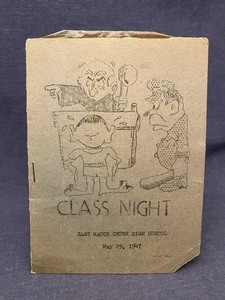 CLASS NIGHT
EAST MAUCH CHUNK HIGH SCHOOL
May 29, 1947